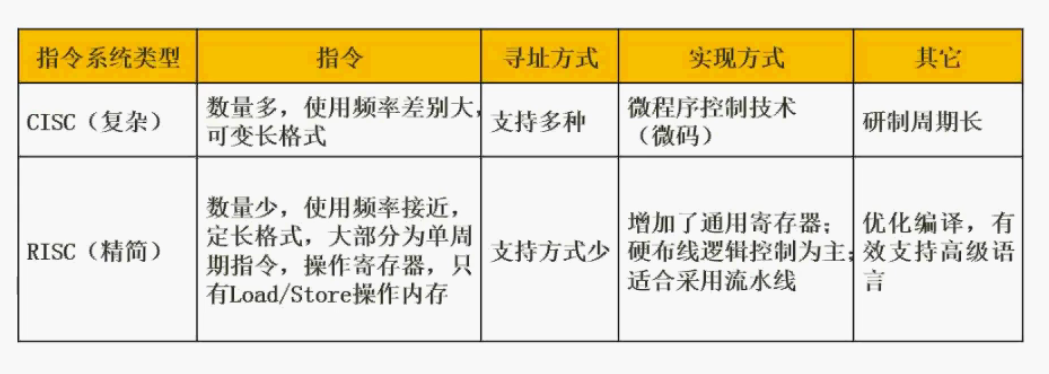 指令系统类型
指令
寻址方式
实现方式
其它
CISC（复杂）
数量多，使用频率差别大，
可变长格式
支持多种
微程序控制技术
（微码）
研制周期长
RISC（精简）
数量少，使用频率接近，
定长格式，大部分为单周
期指令，操作寄存器，只
有Load/Store操作内存
支持方式少
增加了通用寄存器；
硬布线逻辑控制为主；
适合采用流水线
优化编译，有
效支持高级语
言